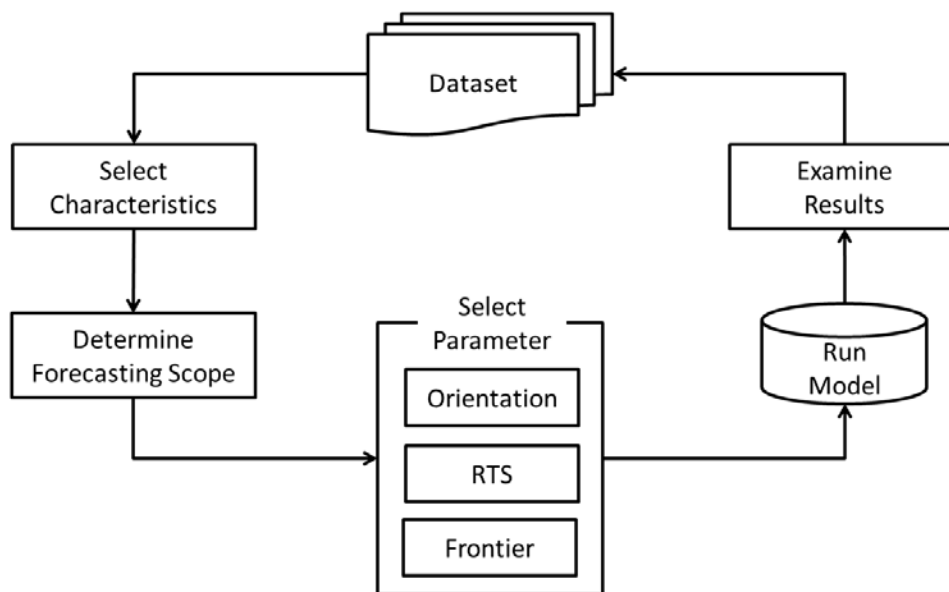 Dataset
Select
Characteristics
Examine
Results
Determine
Forecasting Scope
Select
Parameter
Orientation
RTS
Frontier
Run
Model